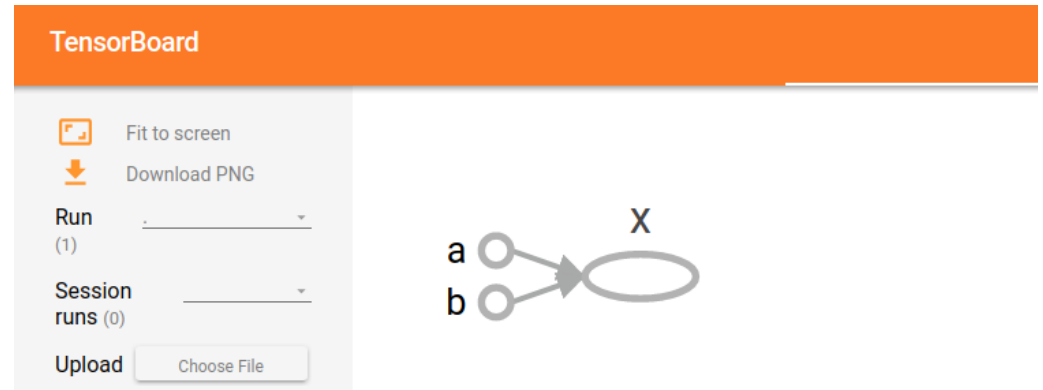 TensorBoard
Fit to screen
Download PNG
Run .
(1)
Session
runs (0)
Upload Choose File
X
a
b